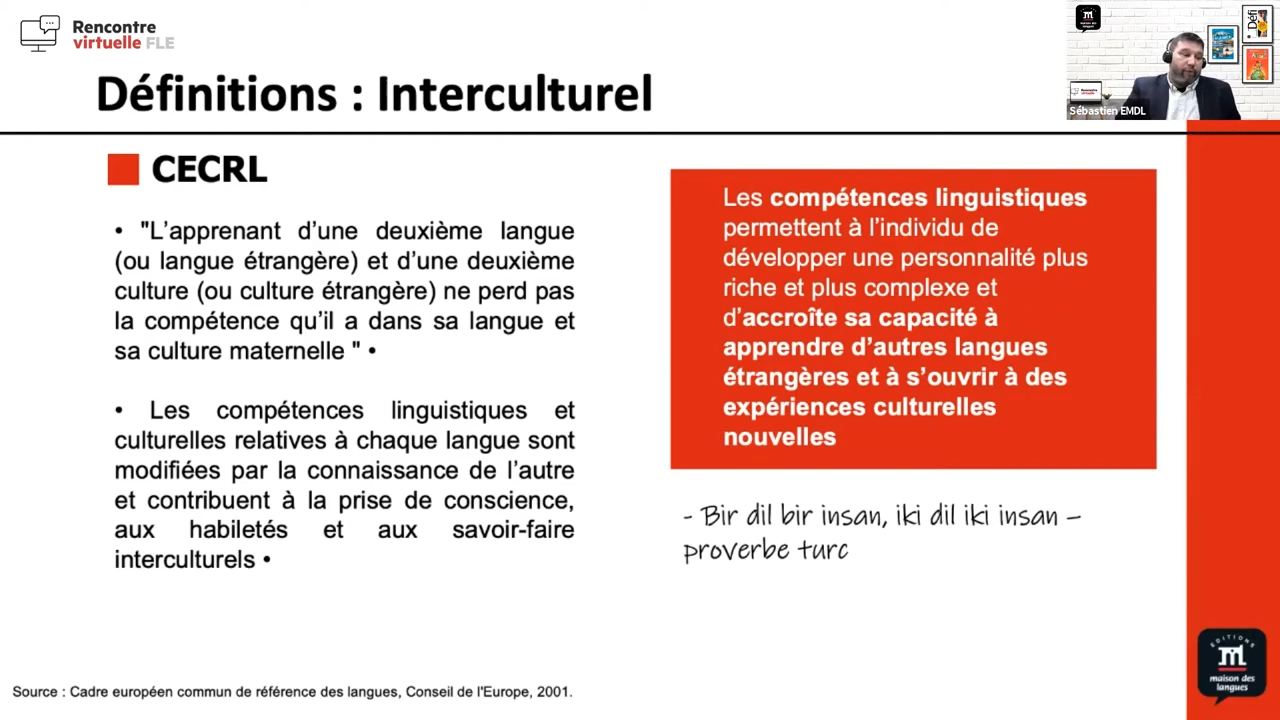 Rencontre
virtuelle FLE
Définitions : Interculturel
CECRL
• "L’apprenant d’une deuxième langue
(ou langue étrangère) et d’une deuxième
culture (ou culture étrangère) ne perd pas
la compétence qu’il a dans sa langue et
sa culture maternelle " •
• Les compétences linguistiques et
culturelles relatives à chaque langue sont
modifiées par la connaissance de l’autre
et contribuent à la prise de conscience,
aux habiletés et aux savoir-faire
interculturels •
Les compétences linguistiques
permettent à l’individu de
développer une personnalité plus
riche et plus complexe et
d’accroîte sa capacité à
apprendre d’autres langues
étrangères et à s’ouvrir à des
expériences culturelles
nouvelles
- Bir dil bir insan, iki dil iki insan –
proverbe turc
Source : Cadre européen commun de référence des langues, Conseil de l'Europe, 2001.
Sébastien EMDL
Défi
EDITIONS
maison des
langues